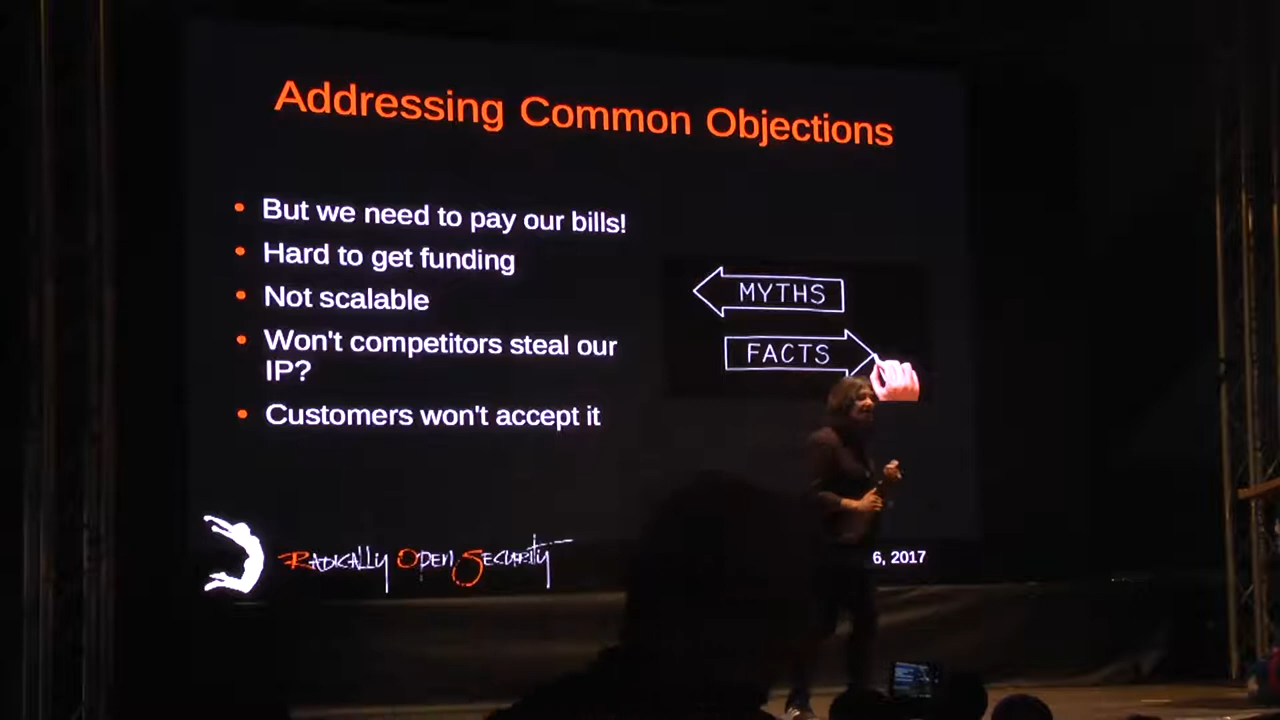 Addressing Common Objections
But we need to pay our bills!
Hard to get funding
Not scalable
Won't competitors steal our
IP?
Customers won't accept it
MYTHS
FACTS
RADICALLY OPEN SECURITY
6, 2017